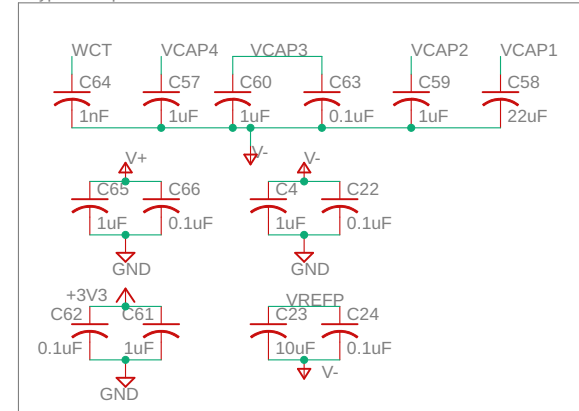 WCT VCAP4 VCAP3 VCAP2 VCAP1
C64 C57 C60 C63 C59 C58
1nF 1uF 1uF 0.1uF 1uF 22uF
V-
V+ V-
C65 C66 C4 C22
1uF 0.1uF 1uF 0.1uF
GND GND
+3V3 VREFP
C62 C61 C23 C24
0.1uF 1uF 10uF 0.1uF
V-
GND